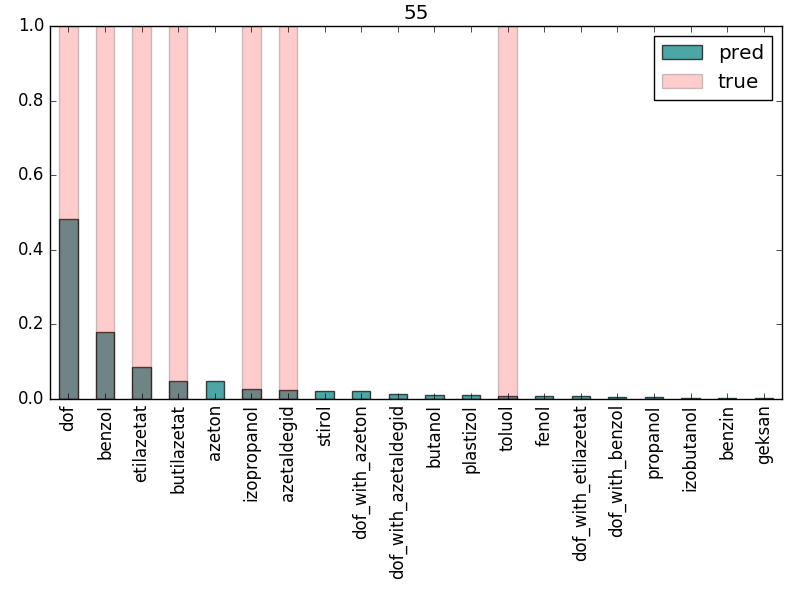 55
1.0
0.8
0.6
0.4
0.2
0.0
pred
true
dof
benzol
etilazetat
butilazetat
azeton
izopropanol
azetaldegid
stirol
dof_with_azeton
dof_with_azetaldegid
butanol
plastizol
toluol
fenol
dof_with_etilazetat
dof_with_benzol
propanol
izobutanol
benzin
geksan